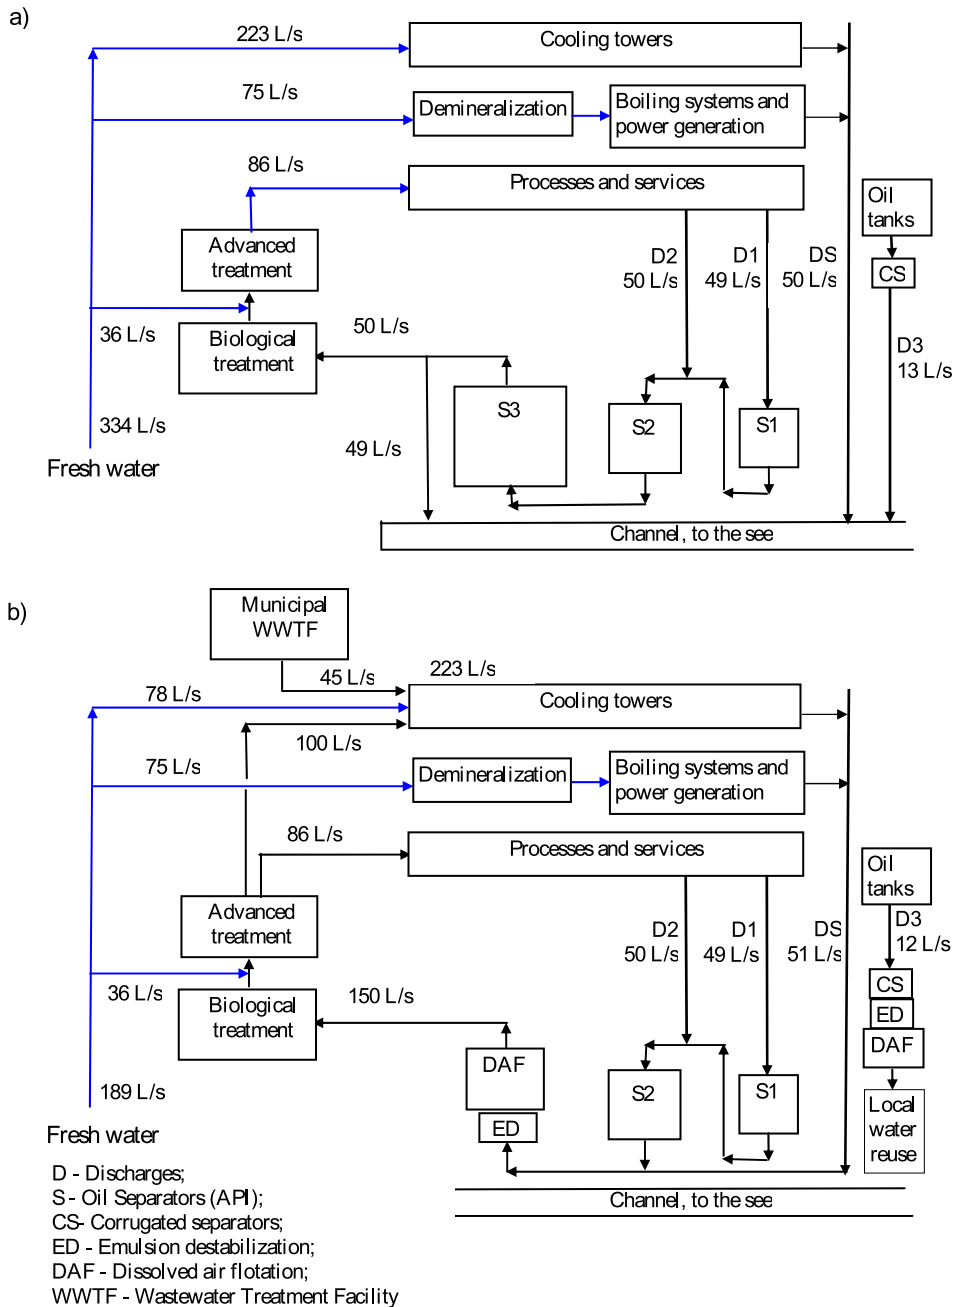 a)
223 L/s
Cooling towers
75 L/s
Demineralization
Boiling systems and
power generation
86 L/s
Processes and services
Oil
tanks
Advanced
treatment
D2
50 L/s
D1
49 L/s
DS
50 L/s
CS
36 L/s
Biological
treatment
50 L/s
D3
13 L/s
S3
S2
S1
334 L/s
49 L/s
Fresh water
Channel, to the see
b)
Municipal
WWTF
45 L/s
223 L/s
78 L/s
Cooling towers
100 L/s
75 L/s
Demineralization
Boiling systems and
power generation
86 L/s
Processes and services
Oil
tanks
Advanced
treatment
D2
50 L/s
D1
49 L/s
DS
51 L/s
D3
12 L/s
36 L/s
Biological
treatment
150 L/s
CS
ED
DAF
DAF
S2
S1
189 L/s
ED
Local
water
reuse
Fresh water
Channel, to the see
D - Discharges;
S - Oil Separators (API);
CS- Corrugated separators;
ED - Emulsion destabilization;
DAF - Dissolved air flotation;
WWTF - Wastewater Treatment Facility